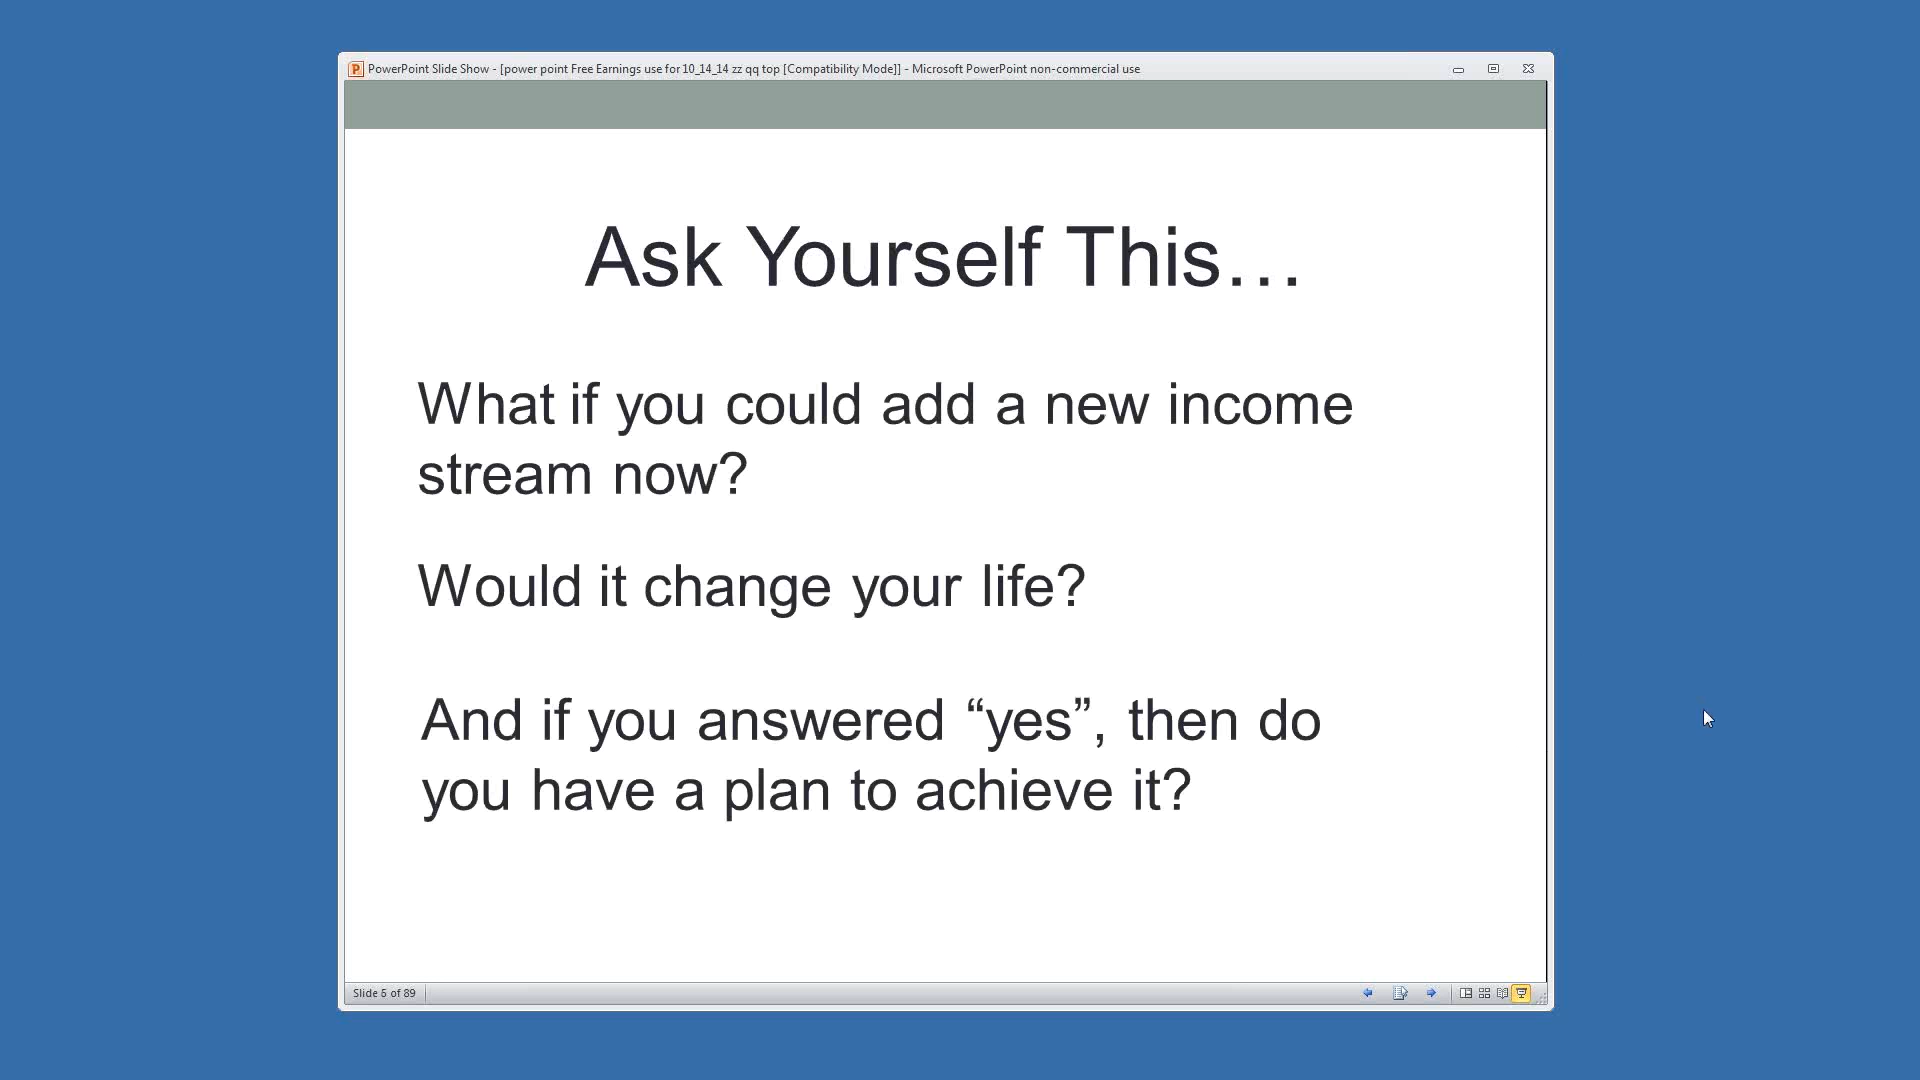 PowerPoint Slide Show - [power point Free Earnings use for 10_14_14 zz qq top [Compatibility Mode]] - Microsoft PowerPoint non-commercial use
Ask Yourself This…
What if you could add a new income
stream now?
Would it change your life?
And if you answered “yes”, then do
you have a plan to achieve it?
Slide 5 of 89